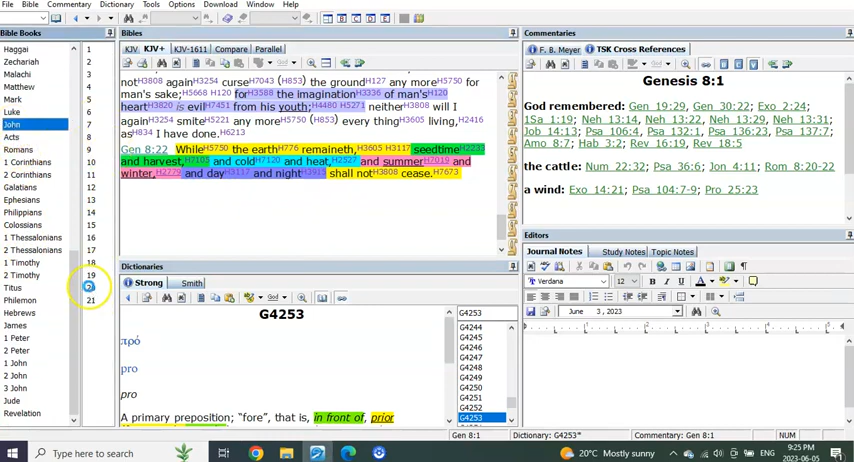 File Bible Commentary Dictionary Tools Options Download Window Help
Bible Books
Haggai
Zechariah
Malachi
Matthew
Mark
Luke
John
Acts
Romans
1 Corinthians
2 Corinthians
Galatians
Ephesians
Philippians
Colossians
1 Thessalonians
2 Thessalonians
1 Timothy
2 Timothy
Titus
Philemon
Hebrews
James
1 Peter
2 Peter
1 John
2 John
3 John
Jude
Revelation
1
2
3
4
5
6
7
8
9
10
11
12
13
14
15
16
17
18
19
21
Bibles
KJV KJV+ KJV-1611 Compare Parallel
not H3808 again H3254 curse H7043 (H853) the ground H127 any more H5750 for
man's sake; H5668 H120 for H3588 the imagination H3336 of man's H120
heart H3820 is evil H7451 from his youth; H4480 H5271 neither H3808 will I
again H3254 smite H5221 any more H5750 (H853) every thing H3605 living, H2416
as H834 I have done. H6213
Gen 8:22 While H5750 the earth H776 remaineth, H3605 H3117 seedtime H2233
and harvest, H7105 and cold H7120 and heat, H2527 and summer H7019 and
winter, H2779 and day H3117 and night H3915 shall not H3808 cease. H7673
Dictionaries
Strong Smith
G4253
πρό
pro
pro
A primary preposition; “fore”, that is, in front of, prior
G4253
G4244
G4245
G4246
G4247
G4248
G4249
G4250
G4251
G4252
G4253
Commentaries
F. B. Meyer TSK Cross References
Genesis 8:1
God remembered: Gen 19:29, Gen 30:22; Exo 2:24;
1Sa 1:19; Neh 13:14, Neh 13:22, Neh 13:29, Neh 13:31;
Job 14:13; Psa 106:4, Psa 132:1, Psa 136:23, Psa 137:7;
Amo 8:7; Hab 3:2; Rev 16:19, Rev 18:5
the cattle: Num 22:32; Psa 36:6; Jon 4:11; Rom 8:20-22
a wind: Exo 14:21; Psa 104:7-9; Pro 25:23
Editors
Journal Notes Study Notes Topic Notes
Verdana 12 B I U A
June 3, 2023
Gen 8:1 Dictionary: G4253™ Commentary: Gen 8:1 NUM
Type here to search
20°C Mostly sunny ENG
9:25 PM
2023-06-05